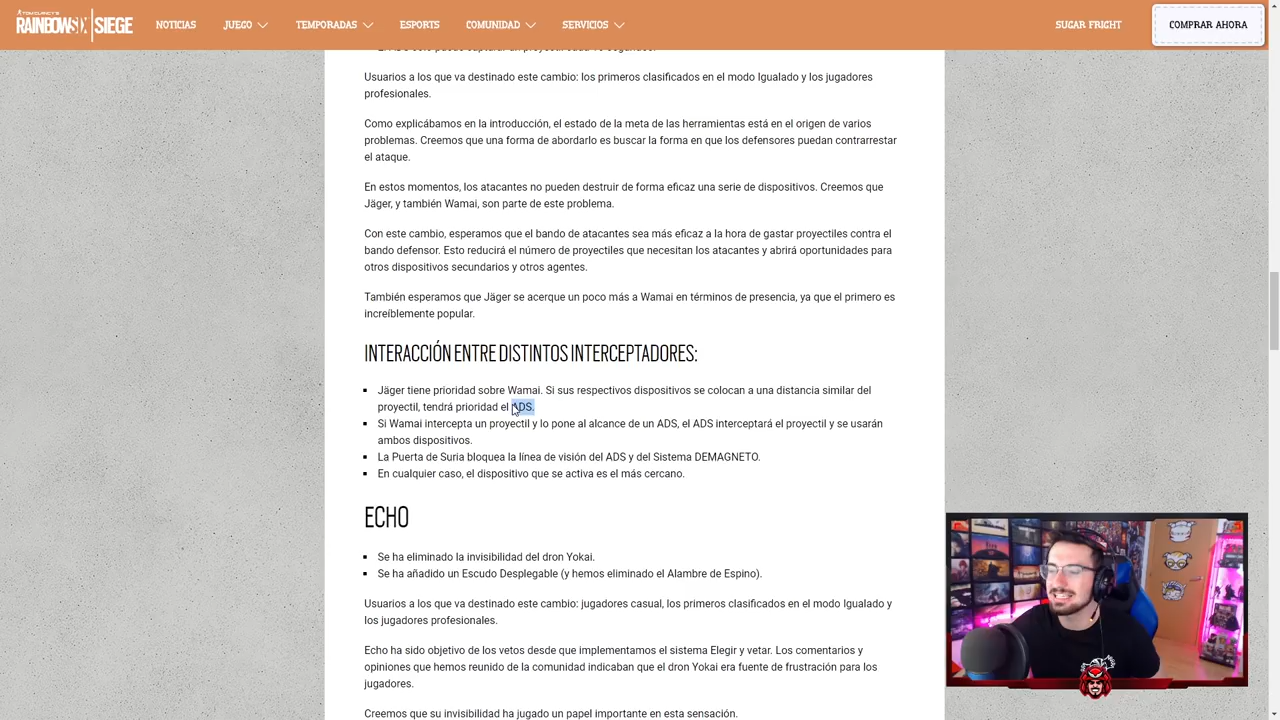 TOM CLANCY'S
RAINBOW SIX | SIEGE
NOTICIAS
JUEGO
TEMPORADAS
ESPORTS
COMUNIDAD
SERVICIOS
SUGAR FRIGHT
COMPRAR AHORA
Usuarios a los que va destinado este cambio: los primeros clasificados en el modo Igualado y los jugadores
profesionales.
Como explicábamos en la introducción, el estado de la meta de las herramientas está en el origen de varios
problemas. Creemos que una forma de abordarlo es buscar la forma en que los defensores puedan contrarrestar
el ataque.
En estos momentos, los atacantes no pueden destruir de forma eficaz una serie de dispositivos. Creemos que
Jäger, y también Wamai, son parte de este problema.
Con este cambio, esperamos que el bando de atacantes sea más eficaz a la hora de gastar proyectiles contra el
bando defensor. Esto reducirá el número de proyectiles que necesitan los atacantes y abrirá oportunidades para
otros dispositivos secundarios y otros agentes.
También esperamos que Jäger se acerque un poco más a Wamai en términos de presencia, ya que el primero es
increíblemente popular.
INTERACCIÓN ENTRE DISTINTOS INTERCEPTADORES:
Jäger tiene prioridad sobre Wamai. Si sus respectivos dispositivos se colocan a una distancia similar del
proyectil, tendrá prioridad el ADS.
Si Wamai intercepta un proyectil y lo pone al alcance de un ADS, el ADS interceptará el proyectil y se usarán
ambos dispositivos.
La Puerta de Suria bloquea la línea de visión del ADS y del Sistema DEMAGNETO.
En cualquier caso, el dispositivo que se activa es el más cercano.
ECHO
Se ha eliminado la invisibilidad del dron Yokai.
Se ha añadido un Escudo Desplegable (y hemos eliminado el Alambre de Espino).
Usuarios a los que va destinado este cambio: jugadores casual, los primeros clasificados en el modo Igualado y
los jugadores profesionales.
Echo ha sido objetivo de los vetos desde que implementamos el sistema Elegir y vetar. Los comentarios y
opiniones que hemos reunido de la comunidad indicaban que el dron Yokai era fuente de frustración para los
jugadores.
Creemos que su invisibilidad ha jugado un papel importante en esta sensación.